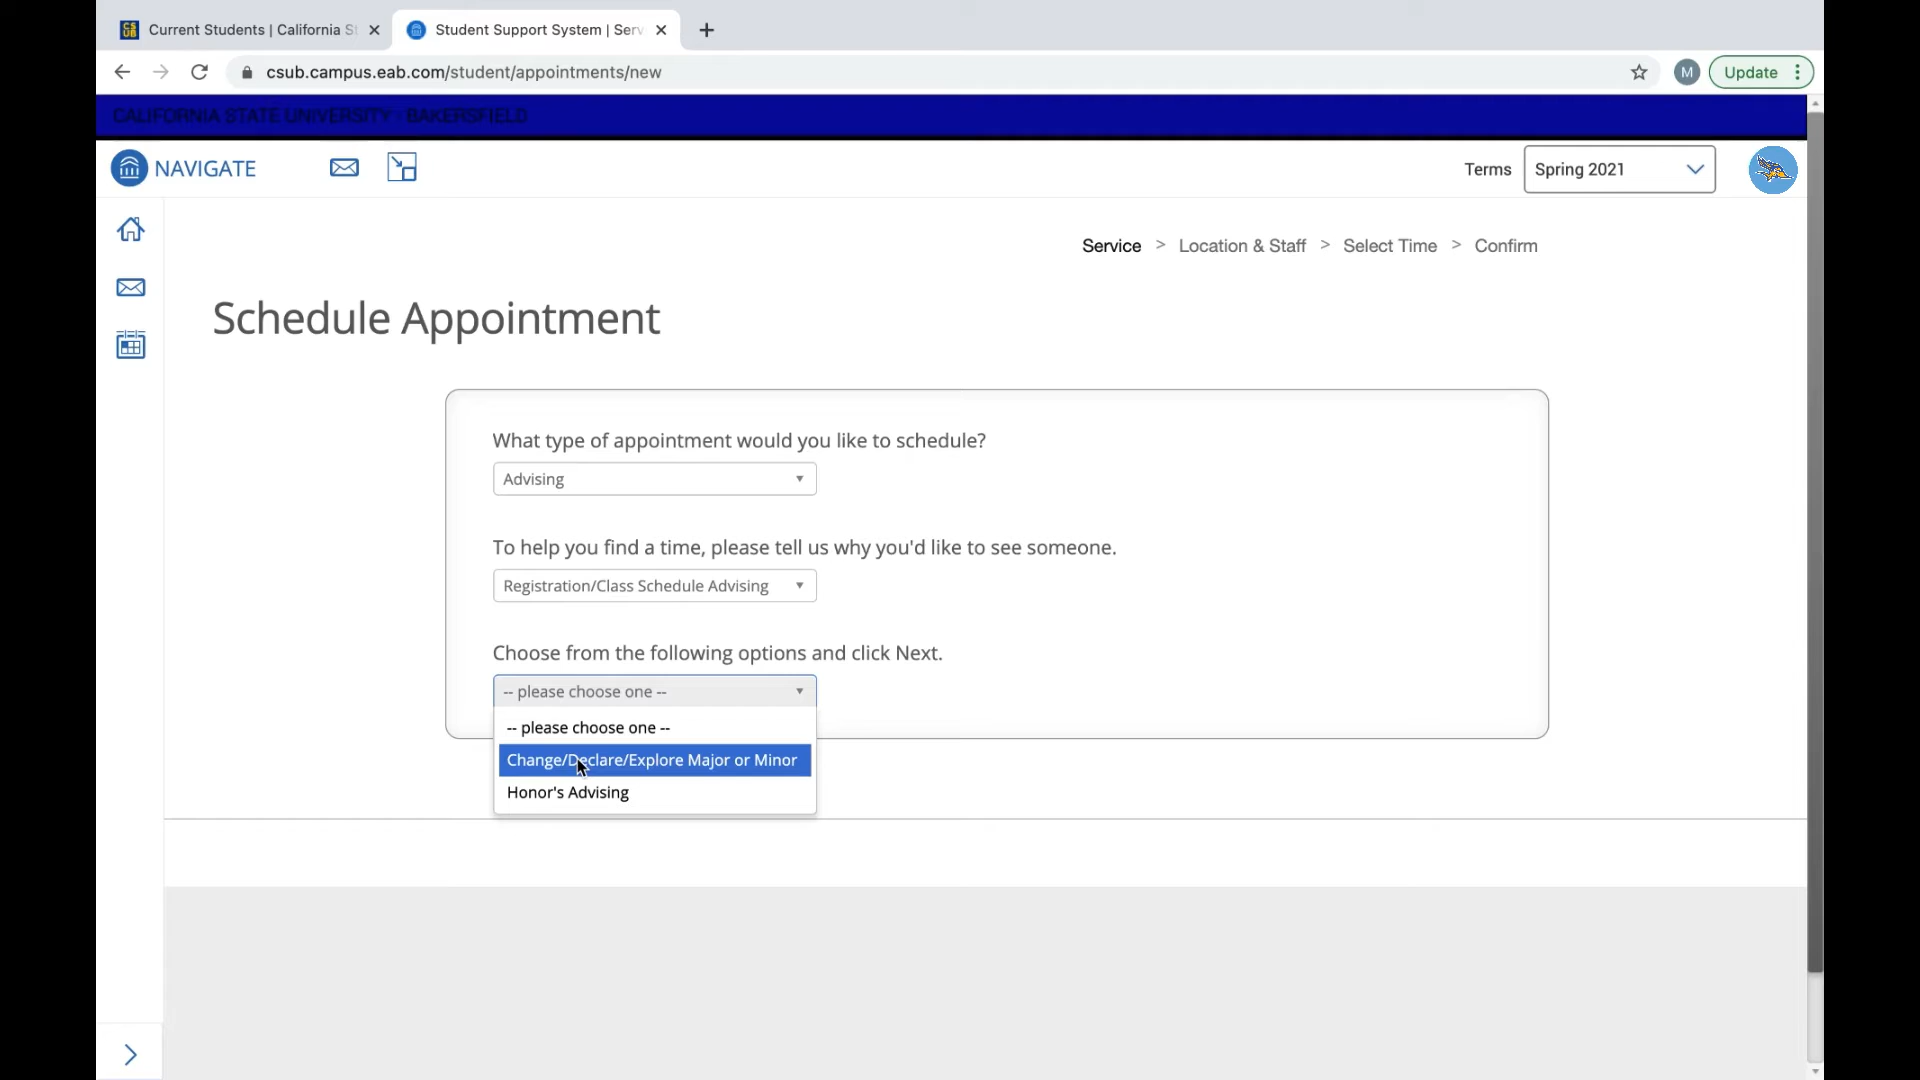 Current Students | California St
Student Support System | Serv
csub.campus.eab.com/student/appointments/new
M
Update
CALIFORNIA STATE UNIVERSITY - BAKERSFIELD
NAVIGATE
Terms
Spring 2021
Service > Location & Staff > Select Time > Confirm
Schedule Appointment
What type of appointment would you like to schedule?
Advising
To help you find a time, please tell us why you'd like to see someone.
Registration/Class Schedule Advising
Choose from the following options and click Next.
-- please choose one --
-- please choose one --
Change/Declare/Explore Major or Minor
Honor's Advising